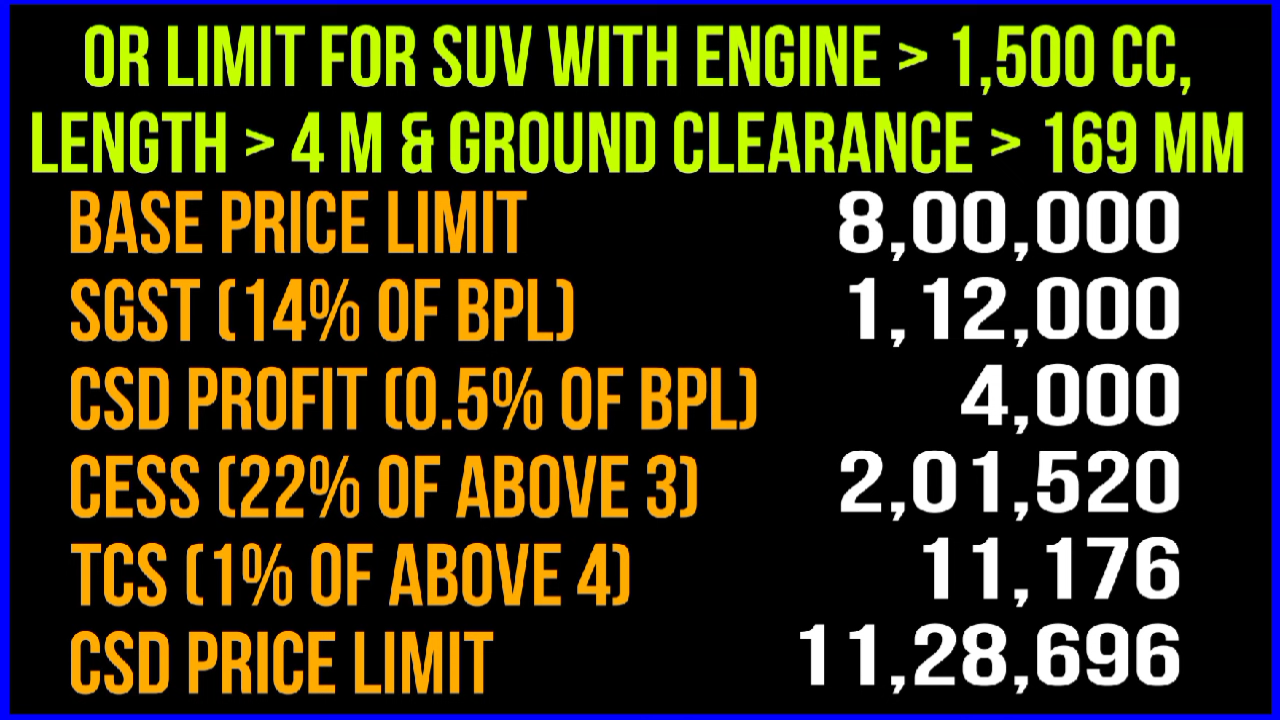 OR LIMIT FOR SUV WITH ENGINE > 1,500 CC,
LENGTH > 4 M & GROUND CLEARANCE > 169 MM
BASE PRICE LIMIT 8,00,000
SGST (14% OF BPL) 1,12,000
CSD PROFIT (0.5% OF BPL) 4,000
CESS (22% OF ABOVE 3) 2,01,520
TCS (1% OF ABOVE 4) 11,176
CSD PRICE LIMIT 11,28,696